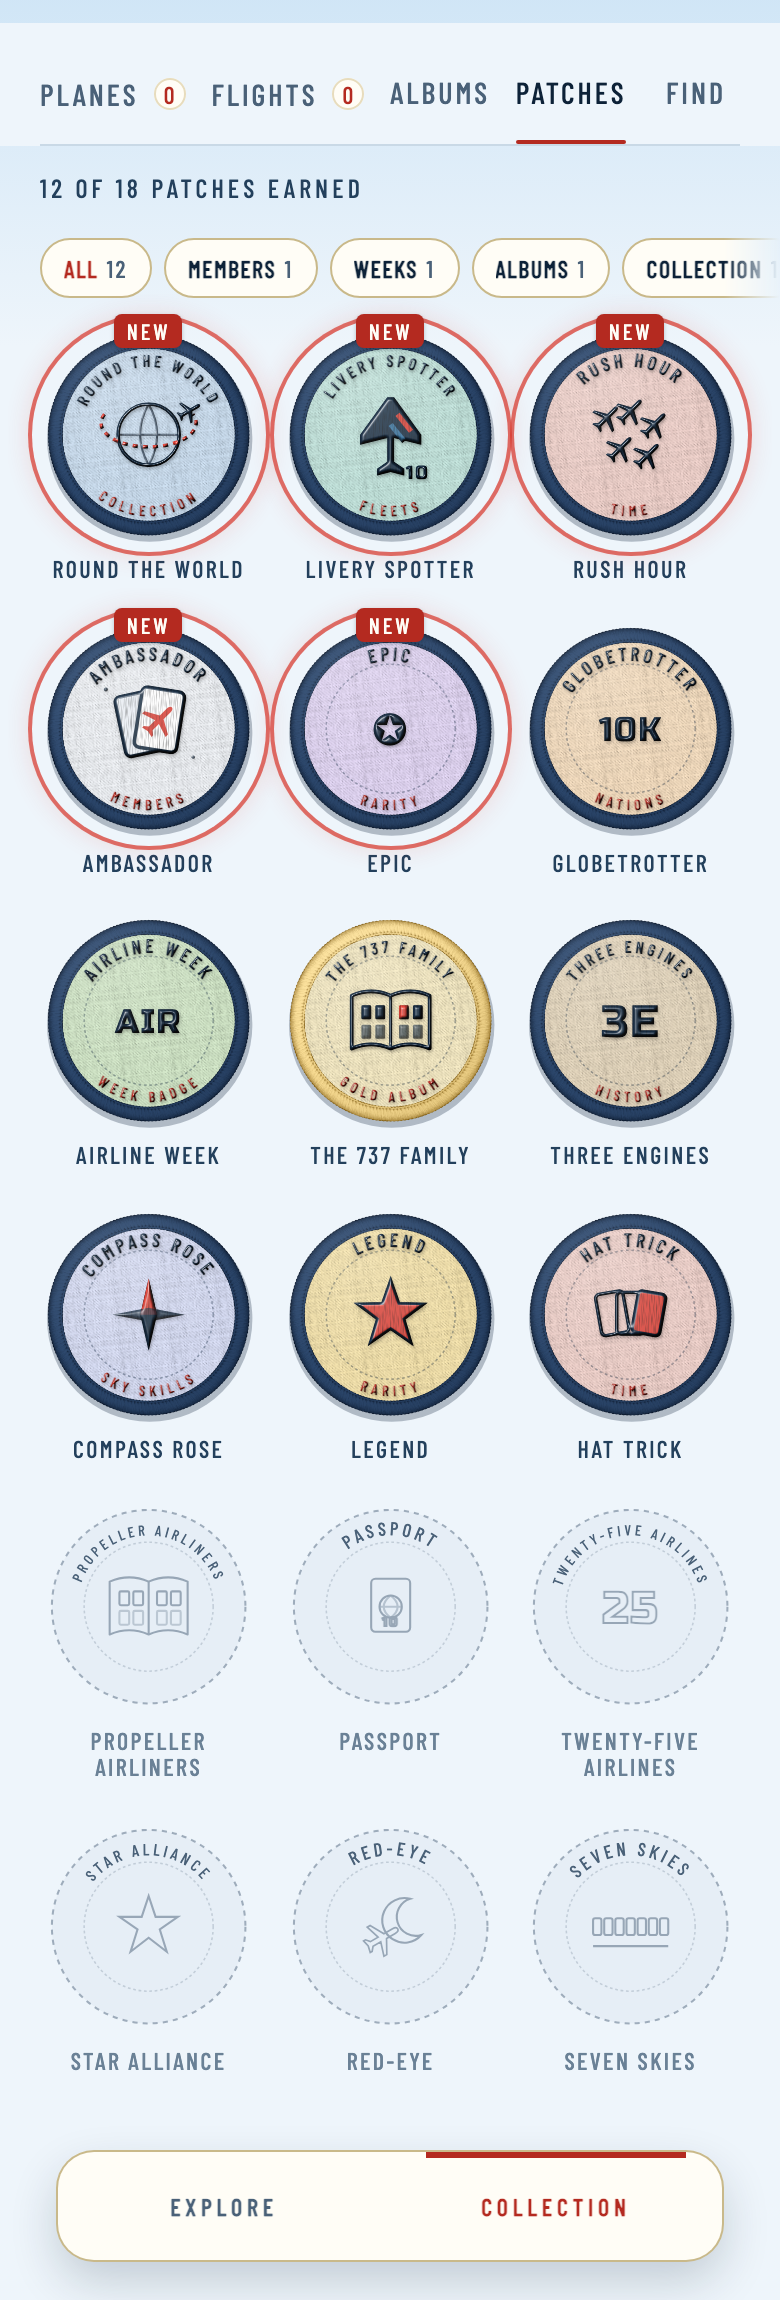 PLANES 0 FLIGHTS 0 ALBUMS PATCHES FIND
12 OF 18 PATCHES EARNED
ALL 12 MEMBERS 1 WEEKS 1 ALBUMS 1 COLLECTION 1
NEW NEW NEW
ROUND THE WORLD
COLLECTION
LIVERY SPOTTER
10
FLEETS
RUSH HOUR
TIME
ROUND THE WORLD LIVERY SPOTTER RUSH HOUR
NEW NEW
AMBASSADOR
MEMBERS
EPIC
RARITY
GLOBETROTTER
10K
NATIONS
AMBASSADOR EPIC GLOBETROTTER
AIRLINE WEEK
AIR
WEEK BADGE
THE 737 FAMILY
GOLD ALBUM
THREE ENGINES
3E
HISTORY
AIRLINE WEEK THE 737 FAMILY THREE ENGINES
COMPASS ROSE
SKY SKILLS
LEGEND
RARITY
HAT TRICK
TIME
COMPASS ROSE LEGEND HAT TRICK
PROPELLER AIRLINERS
PASSPORT
10
TWENTY-FIVE AIRLINES
25
PROPELLER
AIRLINERS
PASSPORT
TWENTY-FIVE
AIRLINES
STAR ALLIANCE
RED-EYE
SEVEN SKIES
STAR ALLIANCE RED-EYE SEVEN SKIES
EXPLORE COLLECTION